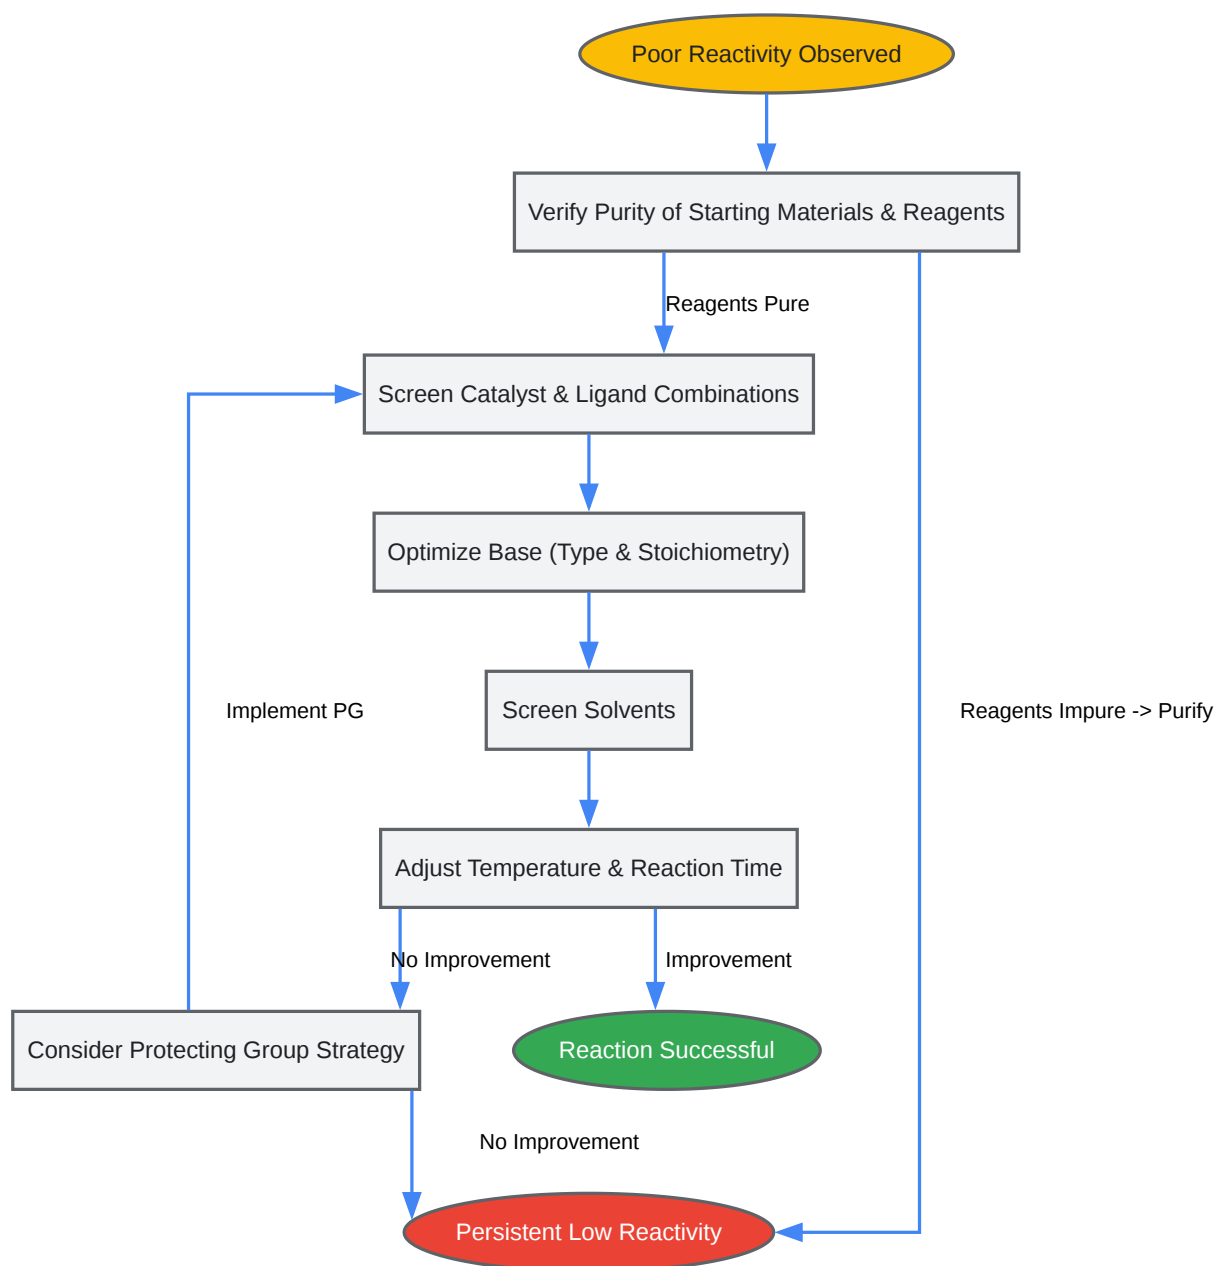 Poor Reactivity Observed
Verify Purity of Starting Materials & Reagents
Reagents Pure
Screen Catalyst & Ligand Combinations
Optimize Base (Type & Stoichiometry)
Screen Solvents
Implement PG
Reagents Impure -> Purify
Adjust Temperature & Reaction Time
No Improvement
Improvement
Consider Protecting Group Strategy
Reaction Successful
No Improvement
Persistent Low Reactivity